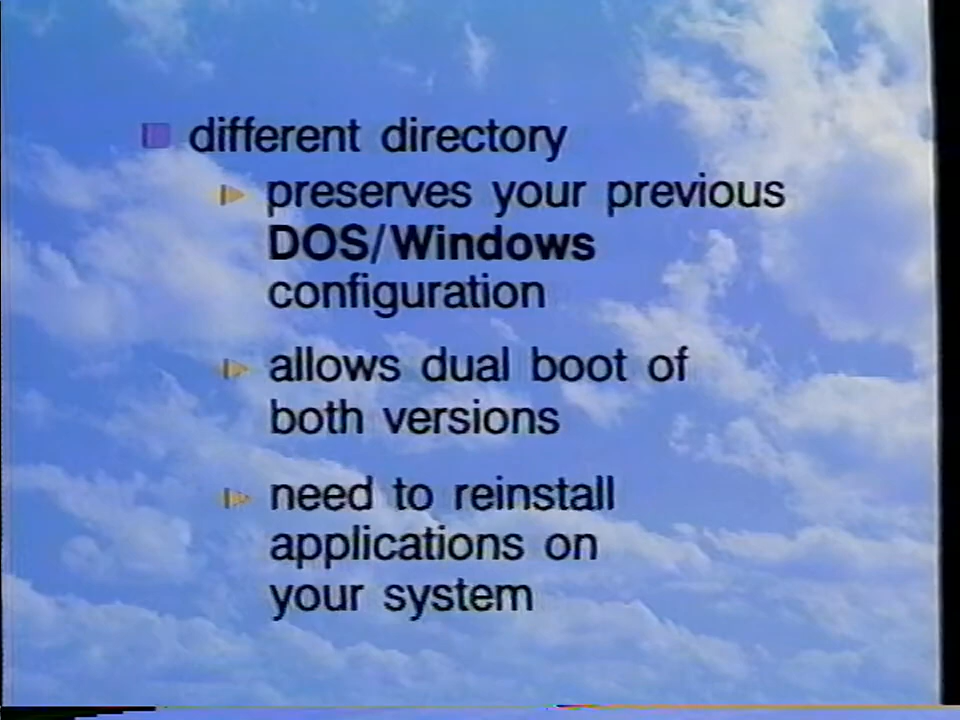 different directory
preserves your previous
DOS/Windows
configuration
allows dual boot of
both versions
need to reinstall
applications on
your system